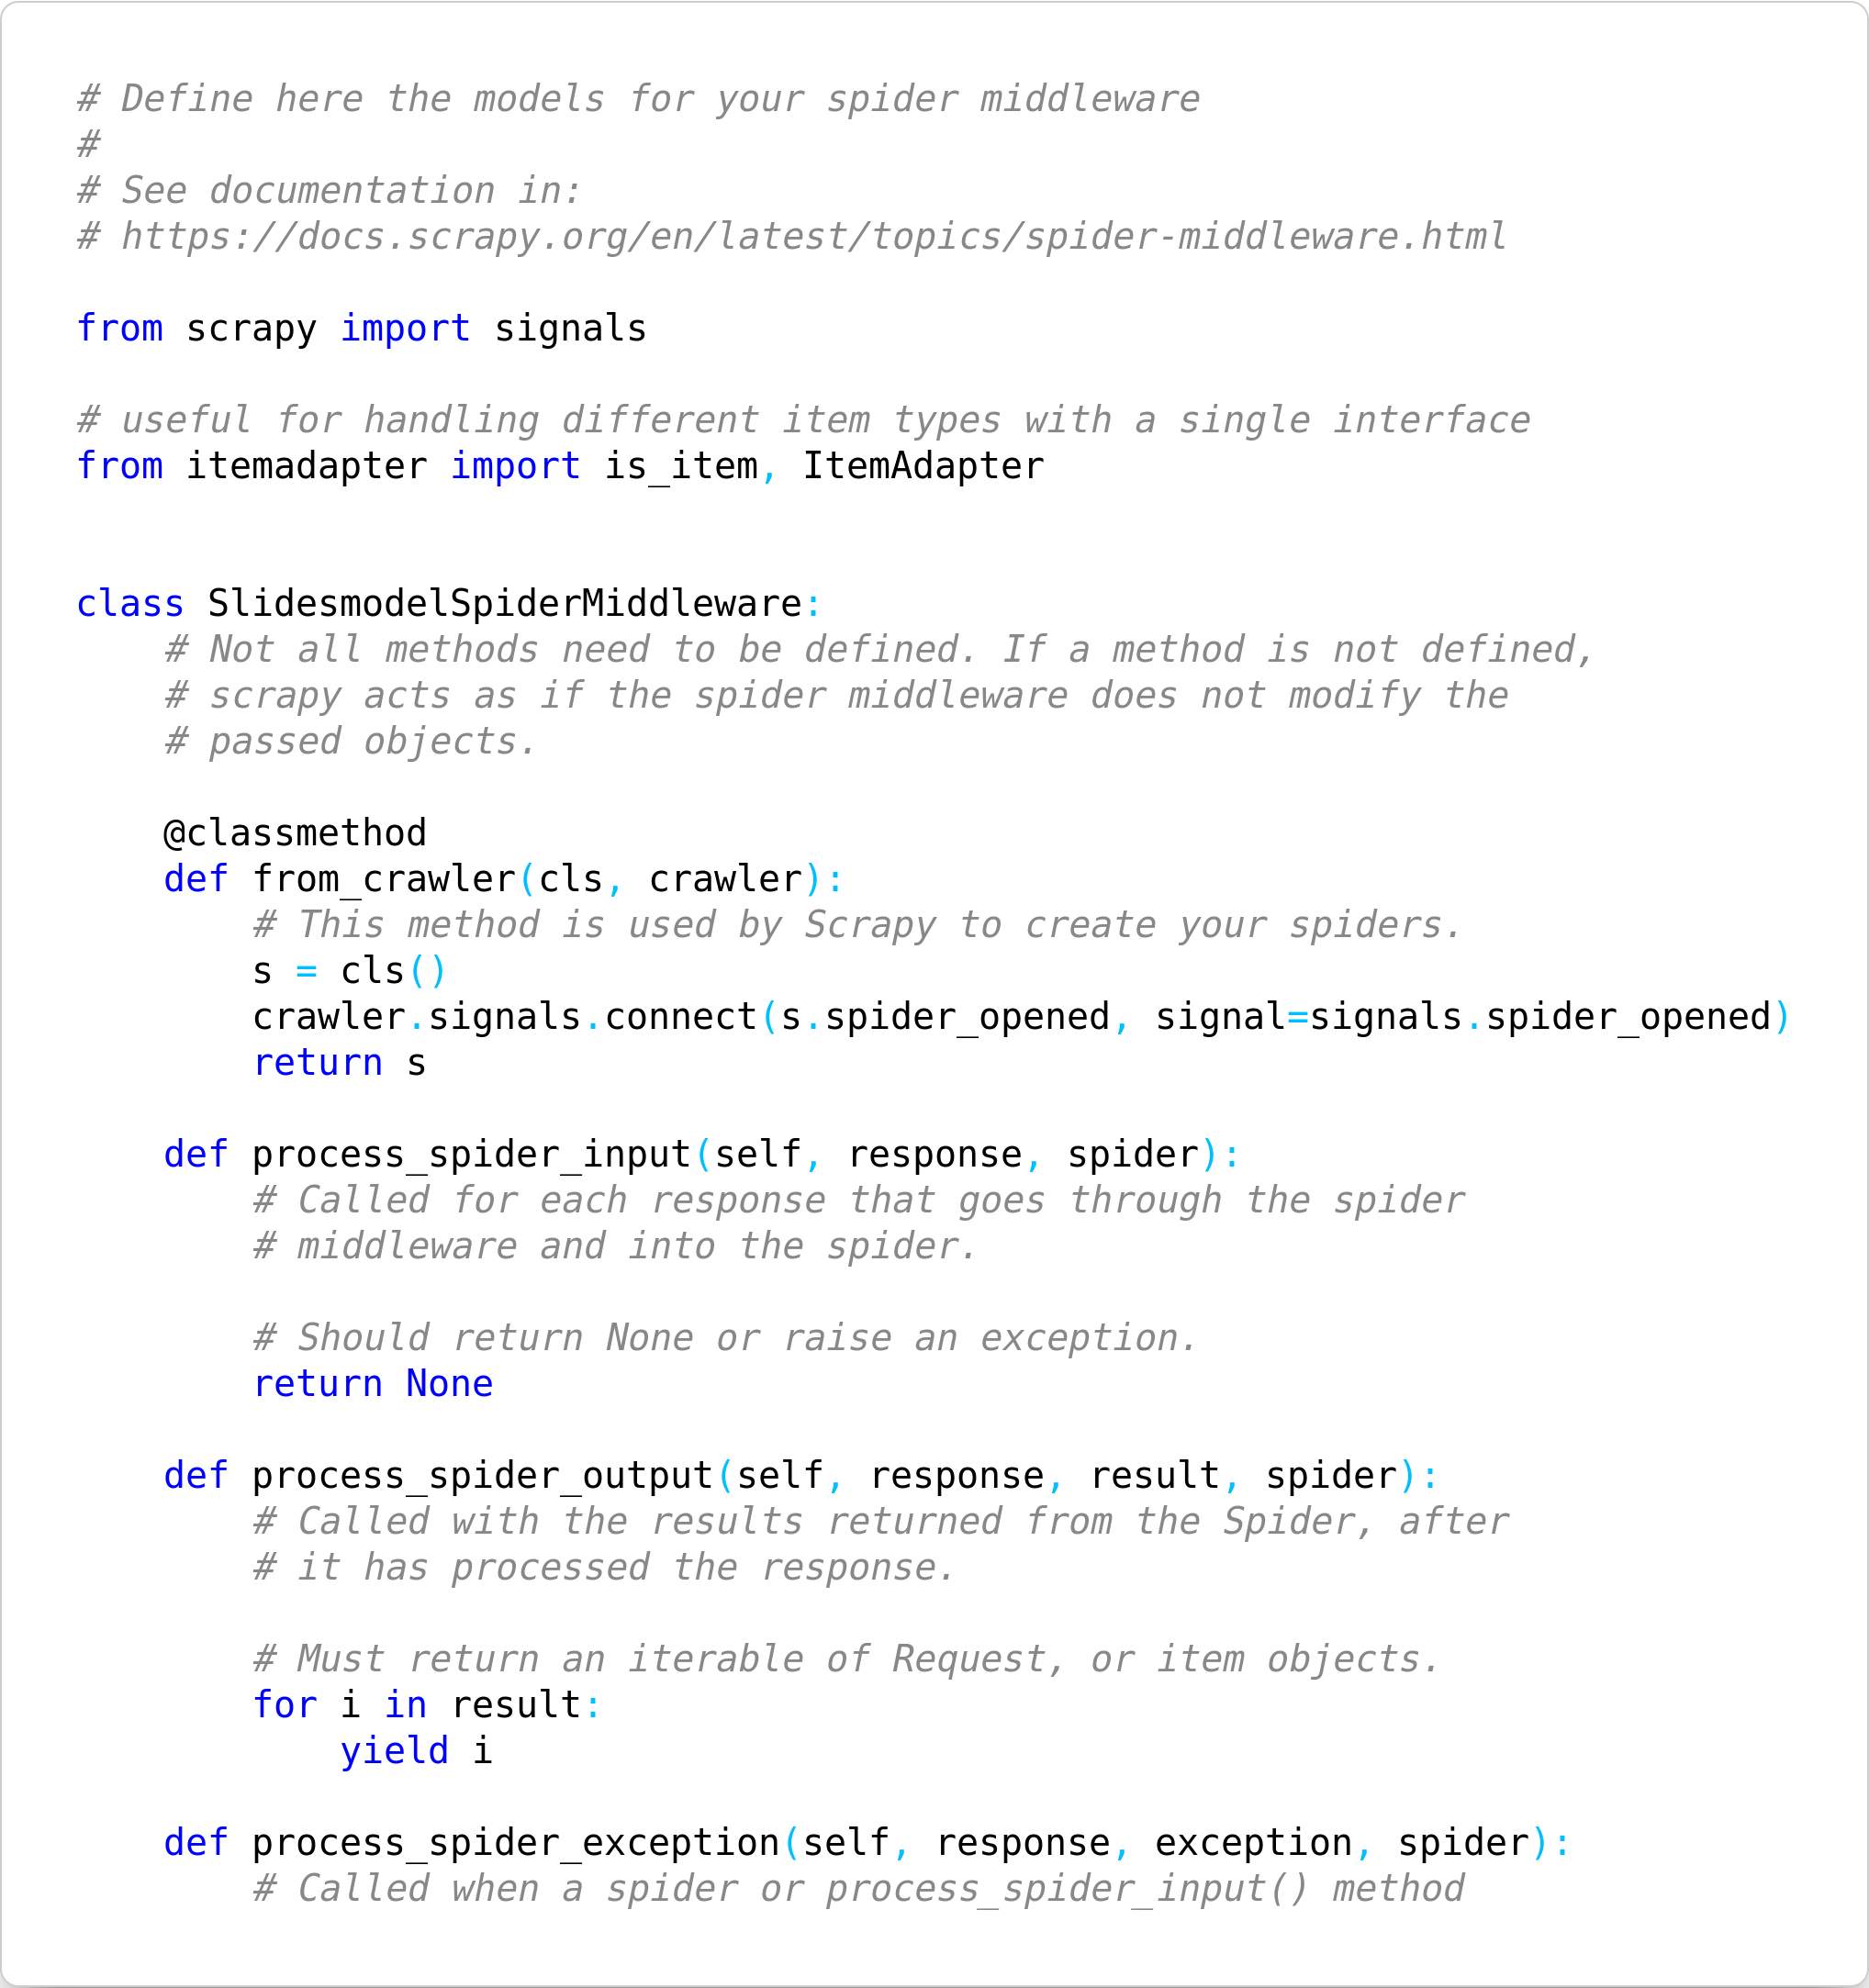 # Define here the models for your spider middleware
#
# See documentation in:
# https://docs.scrapy.org/en/latest/topics/spider-middleware.html

from scrapy import signals

# useful for handling different item types with a single interface
from itemadapter import is_item, ItemAdapter


class SlidesmodelSpiderMiddleware:
    # Not all methods need to be defined. If a method is not defined,
    # scrapy acts as if the spider middleware does not modify the
    # passed objects.

    @classmethod
    def from_crawler(cls, crawler):
        # This method is used by Scrapy to create your spiders.
        s = cls()
        crawler.signals.connect(s.spider_opened, signal=signals.spider_opened)
        return s

    def process_spider_input(self, response, spider):
        # Called for each response that goes through the spider
        # middleware and into the spider.

        # Should return None or raise an exception.
        return None

    def process_spider_output(self, response, result, spider):
        # Called with the results returned from the Spider, after
        # it has processed the response.

        # Must return an iterable of Request, or item objects.
        for i in result:
            yield i

    def process_spider_exception(self, response, exception, spider):
        # Called when a spider or process_spider_input() method